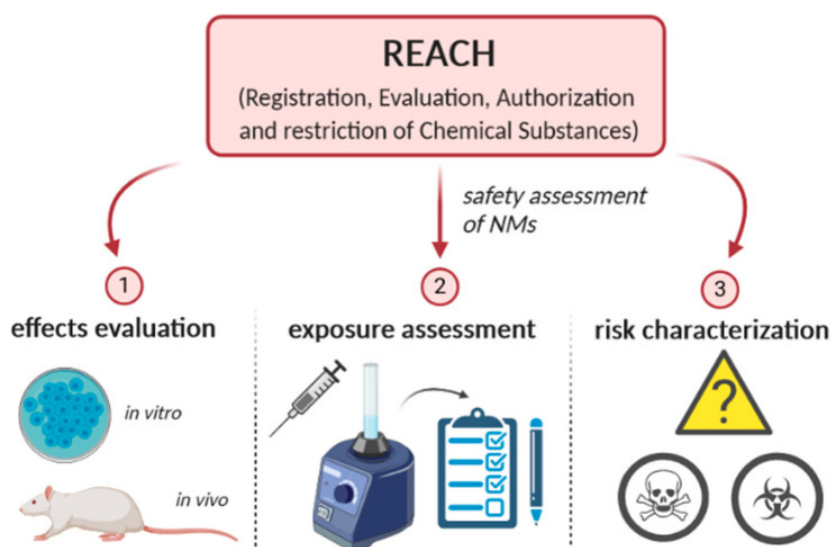 REACH
(Registration, Evaluation, Authorization
and restriction of Chemical Substances)
safety assessment
of NMs
1
effects evaluation
in vitro
in vivo
2
exposure assessment
3
risk characterization
?